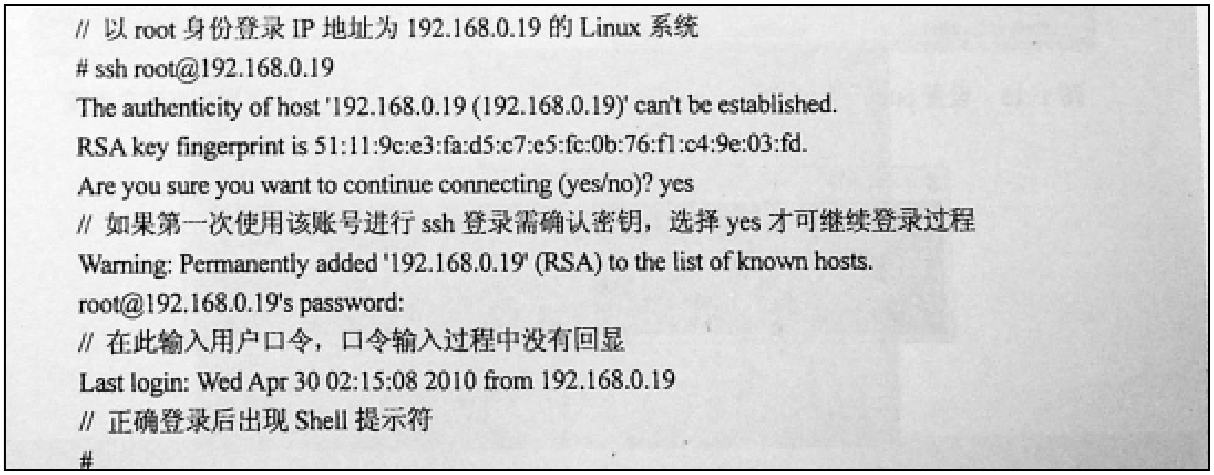 // 以 root 身份登录 IP 地址为 192.168.0.19 的 Linux 系统
# ssh root@192.168.0.19
The authenticity of host '192.168.0.19 (192.168.0.19)' can't be established.
RSA key fingerprint is 51:11:9c:e3:fa:d5:c7:e5:fc:0b:76:f1:c4:9e:03:fd.
Are you sure you want to continue connecting (yes/no)? yes
// 如果第一次使用该账号进行 ssh 登录需确认密钥，选择 yes 才可继续登录过程
Warning: Permanently added '192.168.0.19' (RSA) to the list of known hosts.
root@192.168.0.19's password:
// 在此输入用户口令，口令输入过程中没有回显
Last login: Wed Apr 30 02:15:08 2010 from 192.168.0.19
// 正确登录后出现 Shell 提示符
#